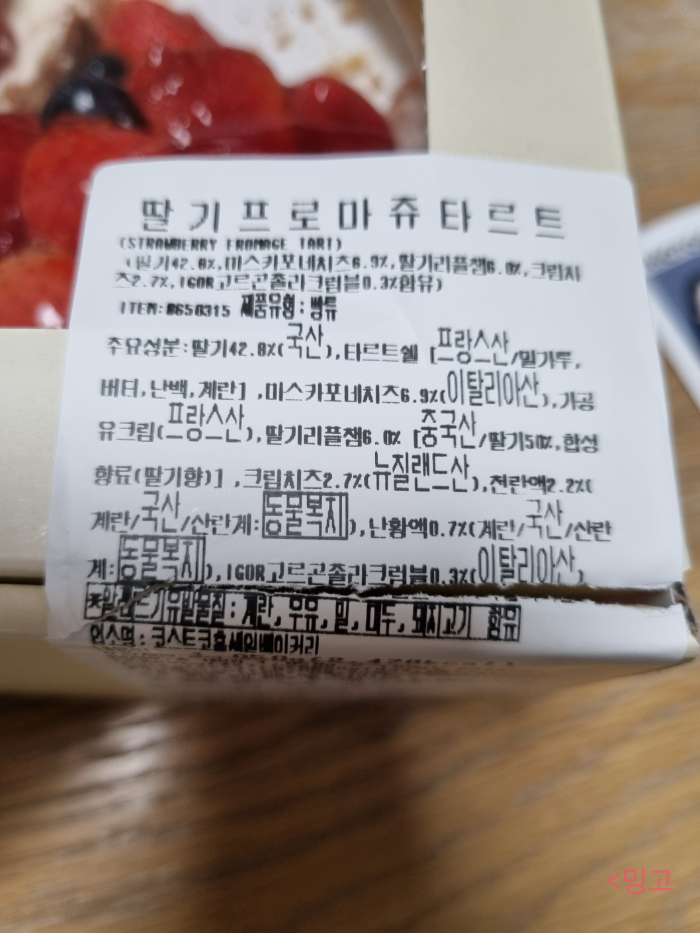 딸기프로마쥬타르트
(STRAWBERRY FROMAGE TART)
(딸기42.8%,마스카포네치즈6.9%,딸기리플잼6.0%,크림치
즈2.7%,IGOR고르곤졸라크럼블0.3%함유)
ITEM:#650315 제품유형:빵류
주요성분:딸기42.8%(국산),타르트쉘 [프랑스산/밀가루,
버터,난백,계란],마스카포네치즈6.9%(이탈리아산),가공
유크림(프랑스산),딸기리플잼6.0% [중국산/딸기50%,합성
향료(딸기향)],크림치즈2.7%(뉴질랜드산),전란액2.2%(
계란/국산/산란계:동물복지),난황액0.7%(계란/국산/산란
계:동물복지),IGOR고르곤졸라크럼블0.3%(이탈리아산,
*알레르기유발물질:계란,우유,밀,대두,돼지고기 함유
업소명:코스트코홀세일베이커리
<밍고